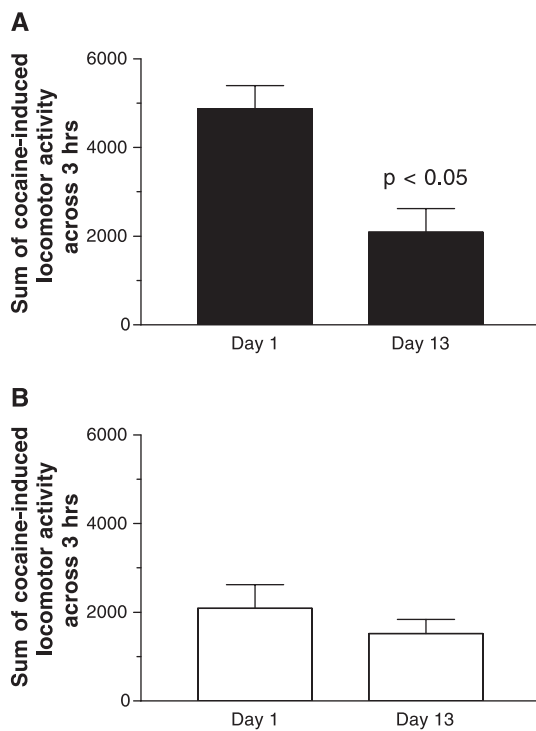 A
Sum of cocaine-induced
locomotor activity
across 3 hrs
6000
4000
2000
0
p < 0.05
Day 1 Day 13
B
Sum of cocaine-induced
locomotor activity
across 3 hrs
6000
4000
2000
0
Day 1 Day 13